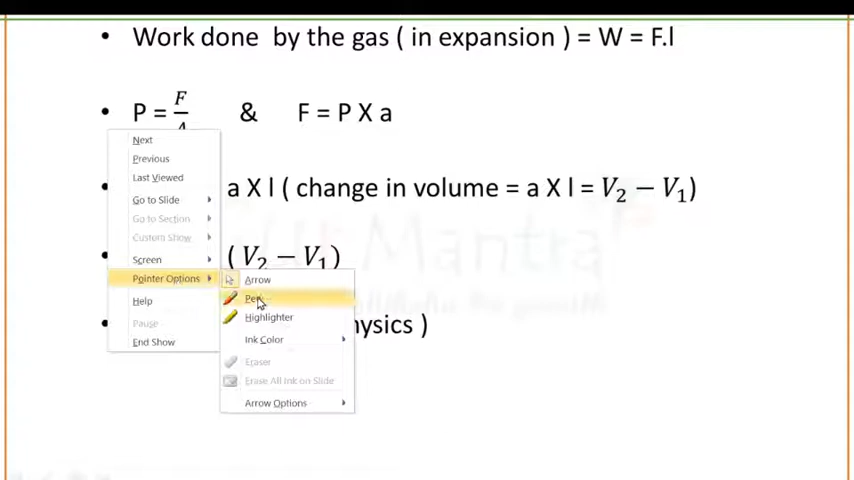 • Work done by the gas ( in expansion ) = W = F.l
• P = F/A & F = P X a
a X l ( change in volume = a X l = V₂ − V₁)
( V₂ − V₁)
hysics )
Next
Previous
Last Viewed
Go to Slide
Go to Section
Custom Show
Screen
Pointer Options
Help
Pause
End Show
Arrow
Pen
Highlighter
Ink Color
Eraser
Erase All Ink on Slide
Arrow Options
Mantra